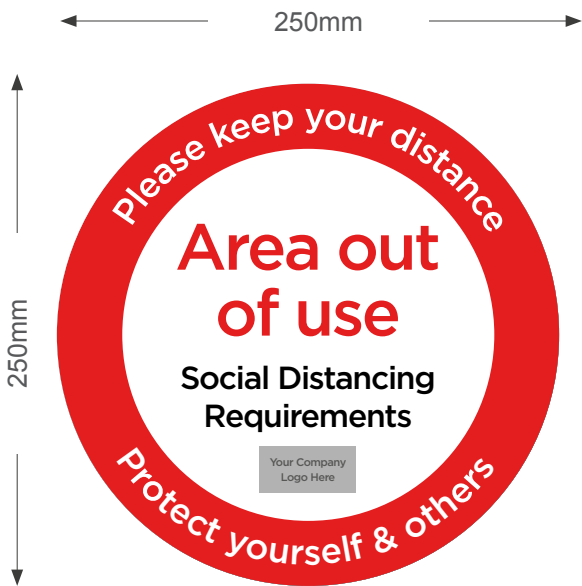 250mm
250mm
Please keep your distance
Area out
of use
Social Distancing
Requirements
Your Company
Logo Here
Protect yourself & others